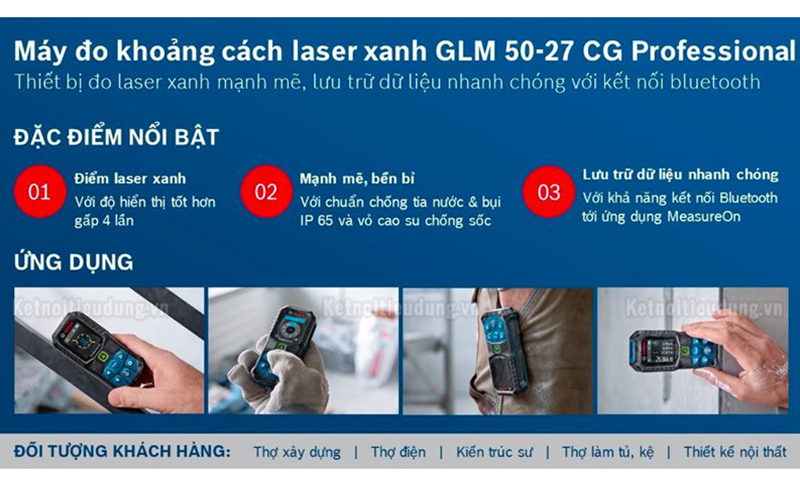 Máy đo khoảng cách laser xanh GLM 50-27 CG Professional
Thiết bị đo laser xanh mạnh mẽ, lưu trữ dữ liệu nhanh chóng với kết nối bluetooth
ĐẶC ĐIỂM NỔI BẬT
01
Điểm laser xanh
Với độ hiển thị tốt hơn
gấp 4 lần
02
Mạnh mẽ, bền bỉ
Với chuẩn chống tia nước & bụi
IP 65 và vỏ cao su chống sốc
03
Lưu trữ dữ liệu nhanh chóng
Với khả năng kết nối Bluetooth
tới ứng dụng MeasureOn
ỨNG DỤNG
Ketnoitieudung.vn
Ketnoitieudung.vn
Ketnoitieudung.vn
Ketnoitieudung.vn
ĐỐI TƯỢNG KHÁCH HÀNG: Thợ xây dựng | Thợ điện | Kiến trúc sư | Thợ làm tủ, kệ | Thiết kế nội thất